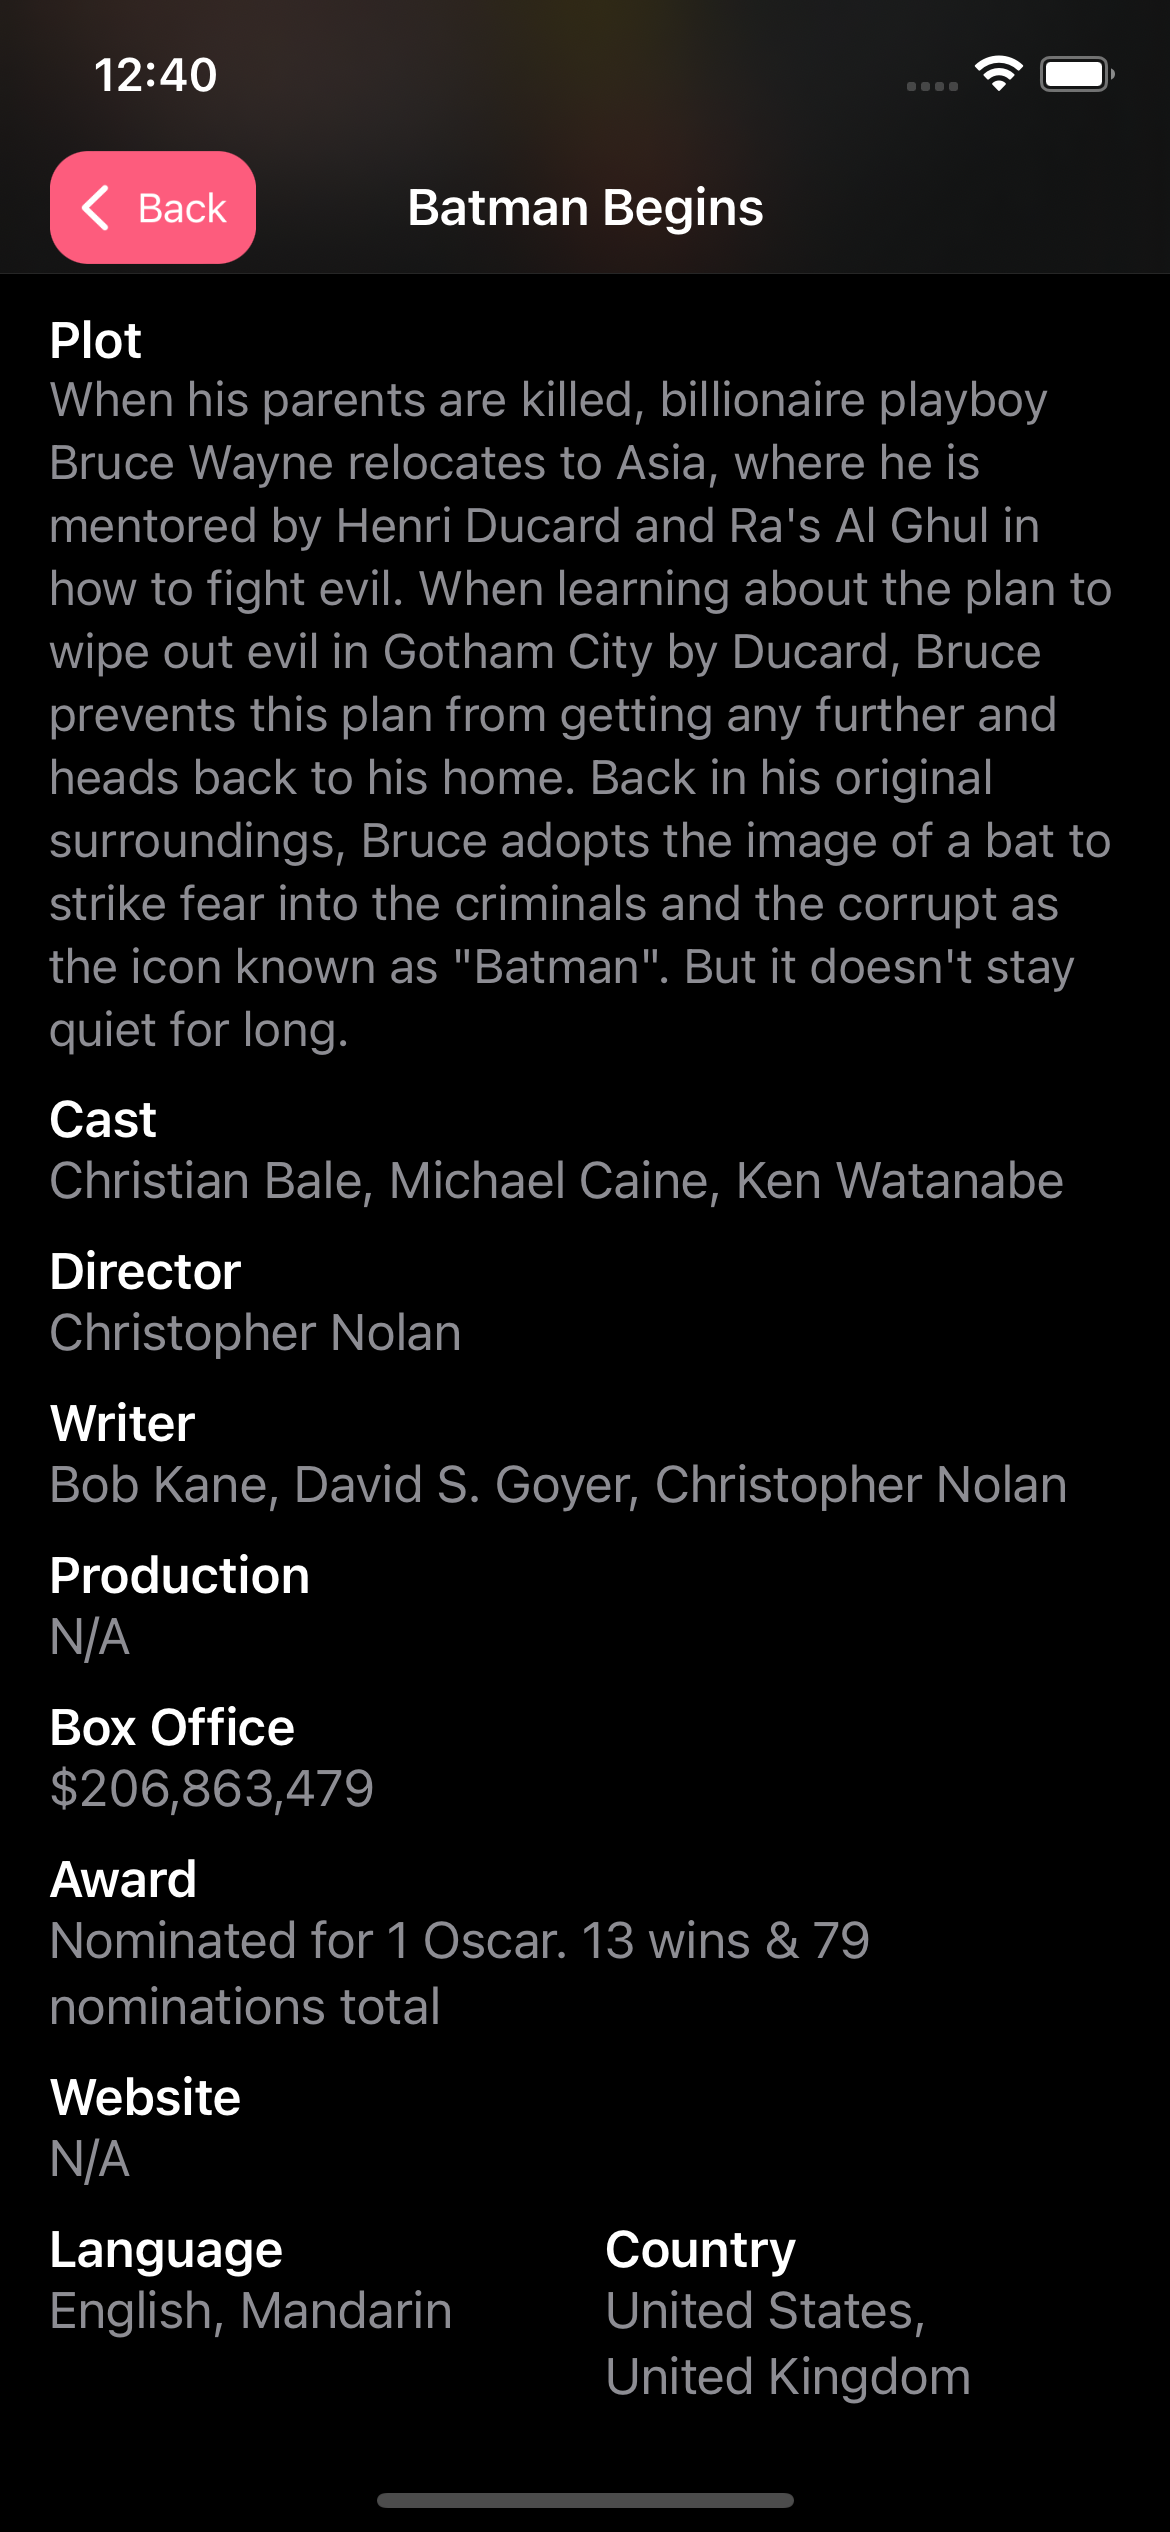 12:40
Back
Batman Begins
Plot
When his parents are killed, billionaire playboy
Bruce Wayne relocates to Asia, where he is
mentored by Henri Ducard and Ra's Al Ghul in
how to fight evil. When learning about the plan to
wipe out evil in Gotham City by Ducard, Bruce
prevents this plan from getting any further and
heads back to his home. Back in his original
surroundings, Bruce adopts the image of a bat to
strike fear into the criminals and the corrupt as
the icon known as "Batman". But it doesn't stay
quiet for long.
Cast
Christian Bale, Michael Caine, Ken Watanabe
Director
Christopher Nolan
Writer
Bob Kane, David S. Goyer, Christopher Nolan
Production
N/A
Box Office
$206,863,479
Award
Nominated for 1 Oscar. 13 wins & 79
nominations total
Website
N/A
Language
English, Mandarin
Country
United States,
United Kingdom